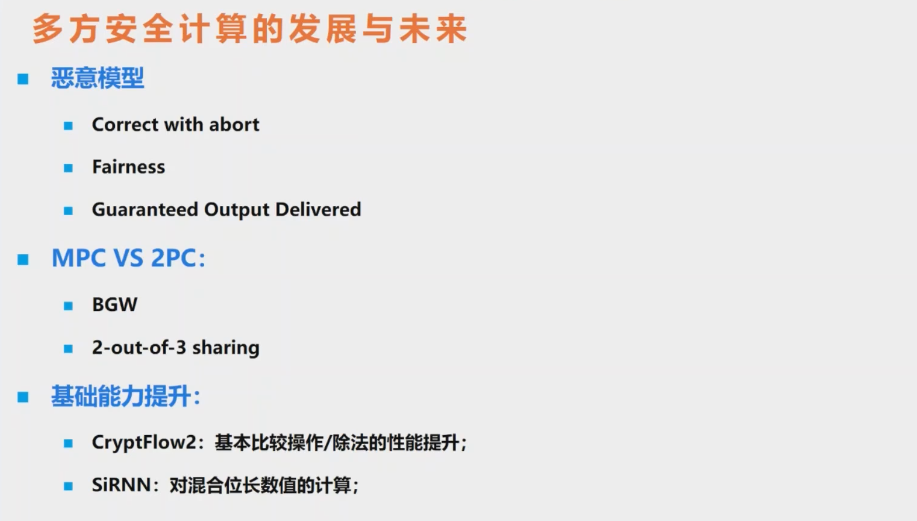 多方安全计算的发展与未来
恶意模型
Correct with abort
Fairness
Guaranteed Output Delivered
MPC VS 2PC：
BGW
2-out-of-3 sharing
基础能力提升：
CryptFlow2：基本比较操作/除法的性能提升；
SiRNN：对混合位长数值的计算；